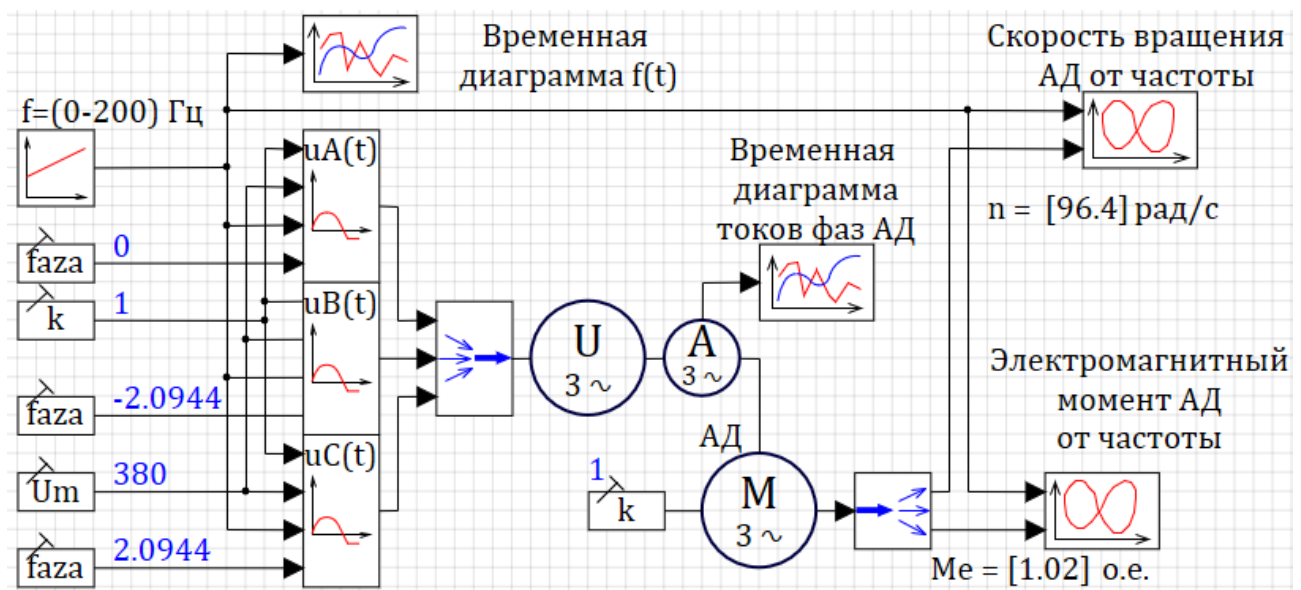 Временная
диаграмма f(t)
Скорость вращения
АД от частоты
f=(0-200) Гц
uA(t)
Временная
диаграмма
токов фаз АД
n = [96.4] рад/с
faza
0
k
1
uB(t)
U
3 ~
A
3 ~
faza
-2.0944
Электромагнитный
момент АД
от частоты
uC(t)
АД
Um
380
1
k
M
3 ~
faza
2.0944
Me = [1.02] о.е.